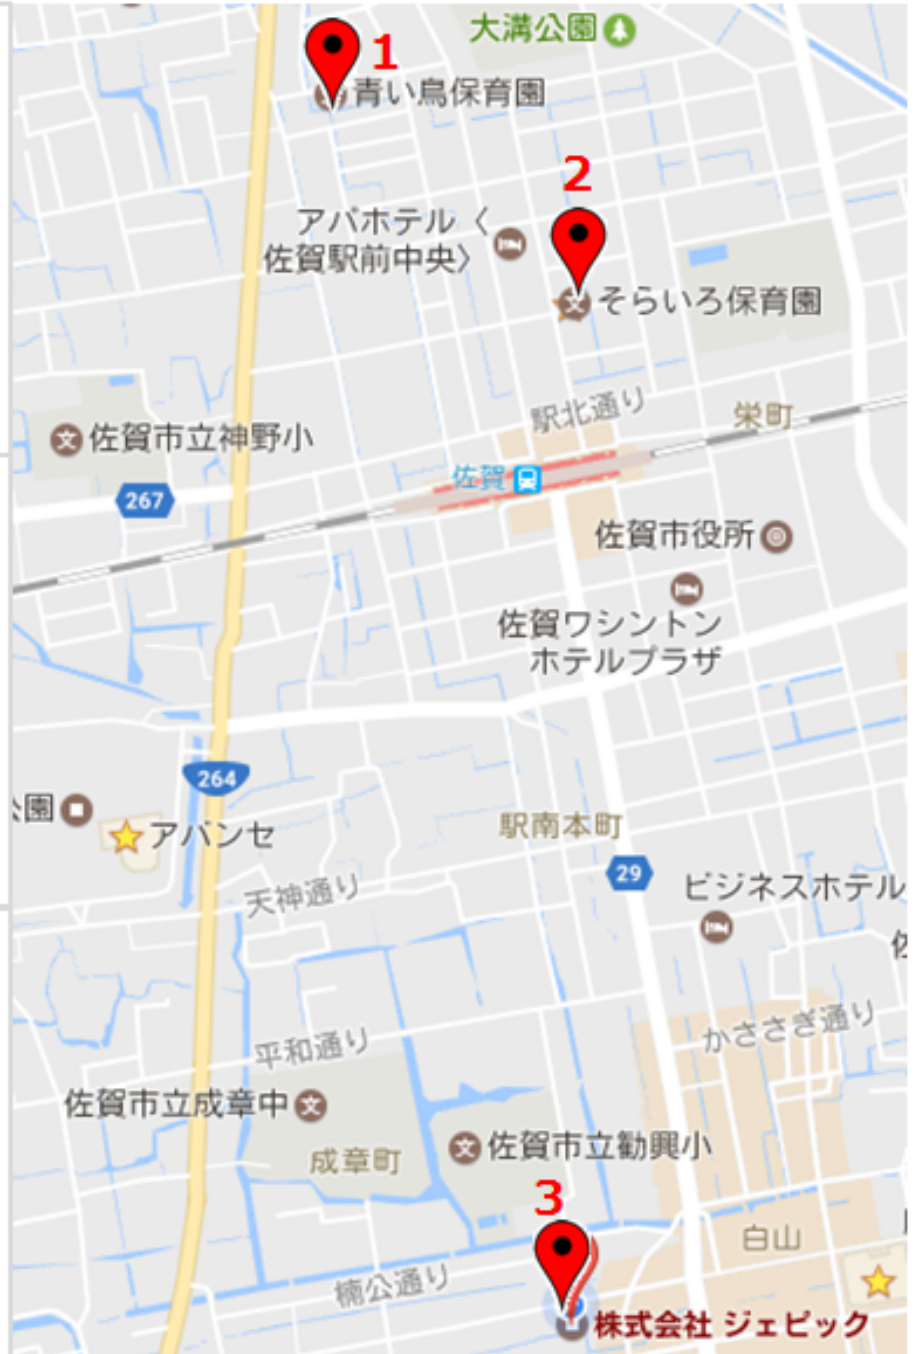 大溝公園
1
青い鳥保育園
2
アパホテル〈
佐賀駅前中央〉
そらいろ保育園
駅北通り
栄町
佐賀市立神野小
佐賀
267
佐賀市役所
佐賀ワシントン
ホテルプラザ
264
公園
アバンセ
駅南本町
29
天神通り
ビジネスホテル
佐
かささぎ通り
平和通り
佐賀市立成章中
成章町
佐賀市立勧興小
3
白山
楠公通り
株式会社 ジェピック